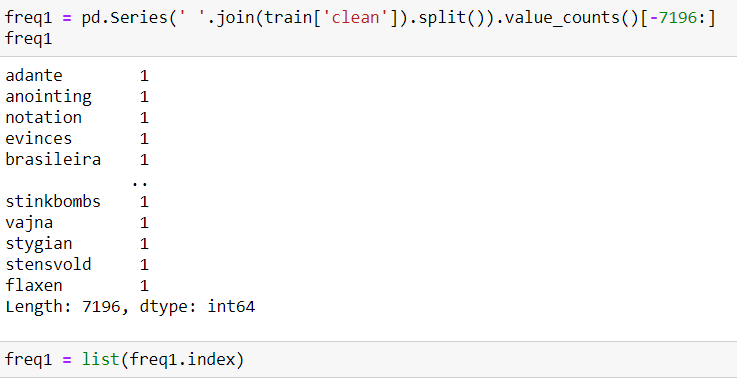 freq1 = pd.Series(' '.join(train['clean']).split()).value_counts()[-7196:]
freq1
adante 1
anointing 1
notation 1
evinces 1
brasileira 1
..
stinkbombs 1
vajna 1
stygian 1
stensvold 1
flaxen 1
Length: 7196, dtype: int64
freq1 = list(freq1.index)